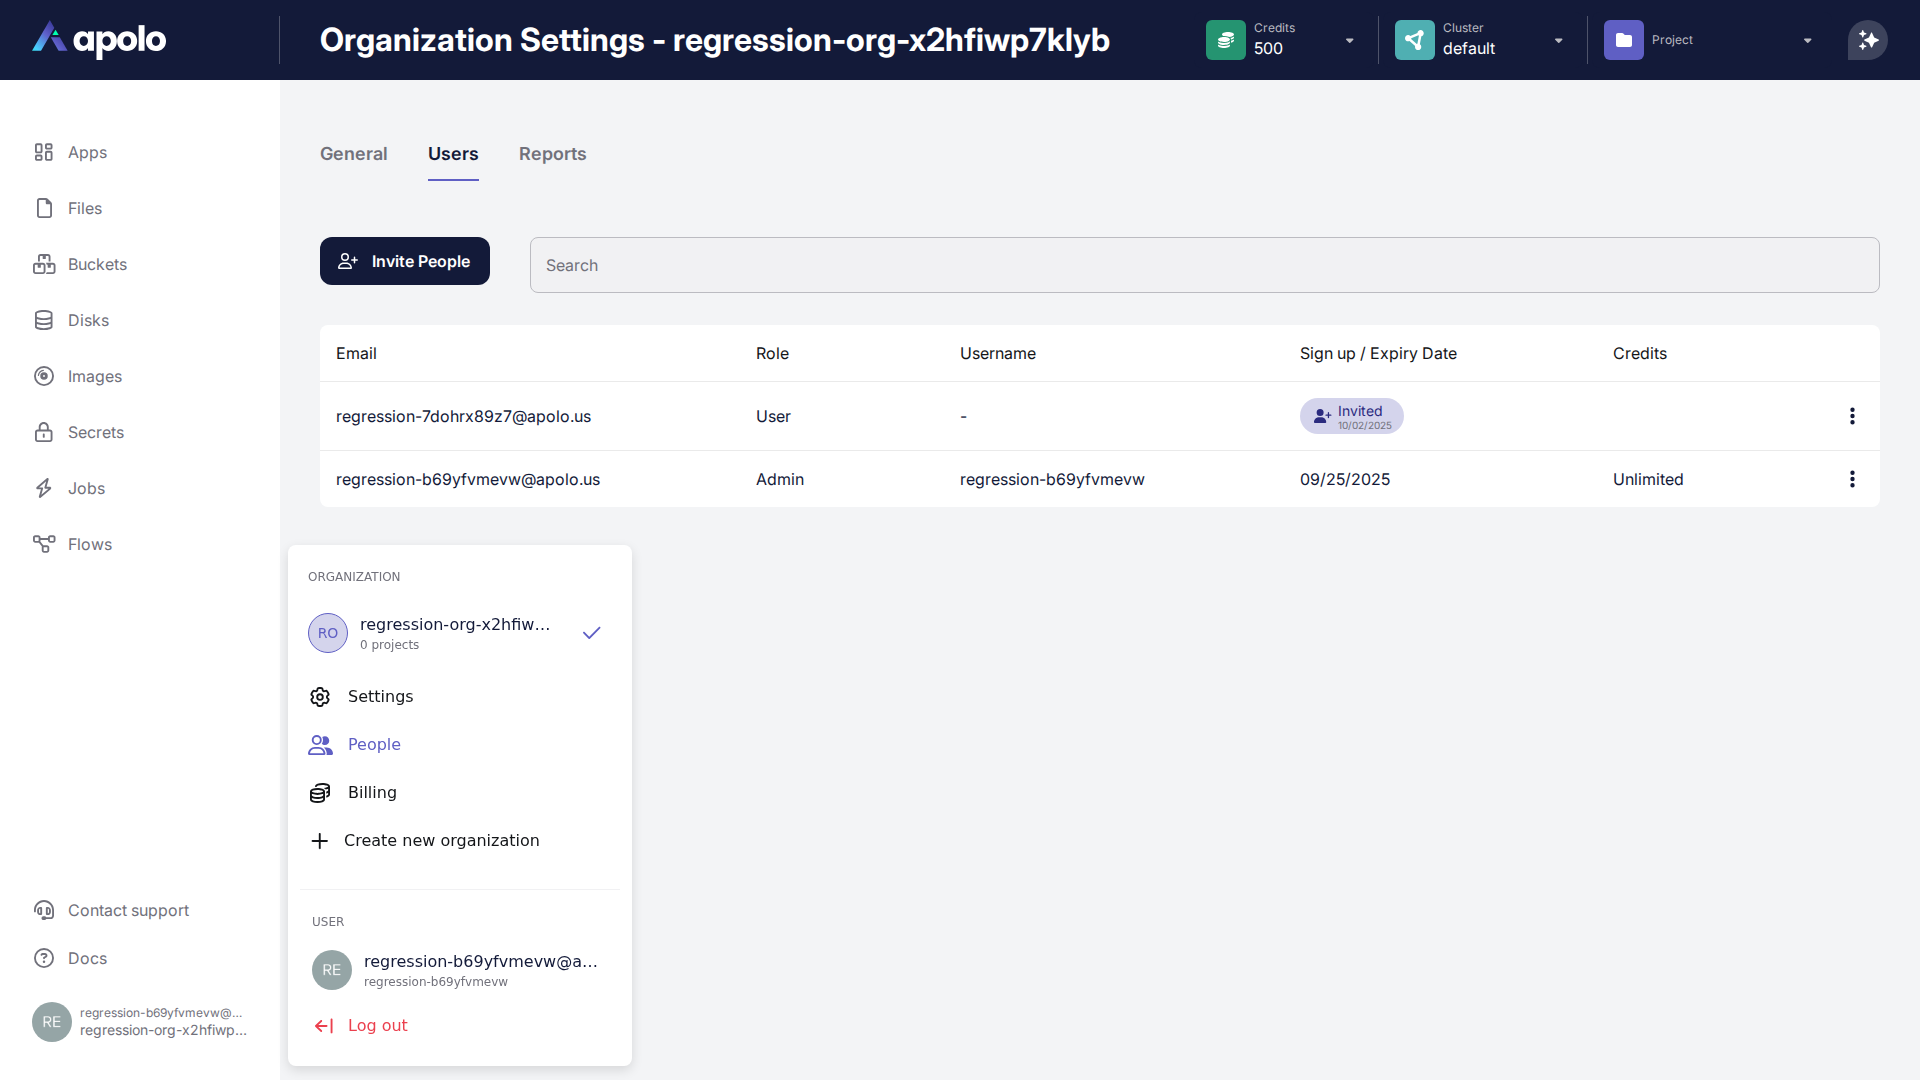 apolo
Organization Settings - regression-org-x2hfiwp7klyb
Credits
500
Cluster
default
Project
Apps
Files
Buckets
Disks
Images
Secrets
Jobs
Flows
Contact support
Docs
RE
regression-b69yfvmevw@...
regression-org-x2hfiwp...
General
Users
Reports
Invite People
Search
Email Role Username Sign up / Expiry Date Credits
regression-7dohrx89z7@apolo.us User - Invited
10/02/2025
regression-b69yfvmevw@apolo.us Admin regression-b69yfvmevw 09/25/2025 Unlimited
ORGANIZATION
RO
regression-org-x2hfiw...
0 projects
Settings
People
Billing
Create new organization
USER
RE
regression-b69yfvmevw@a...
regression-b69yfvmevw
Log out